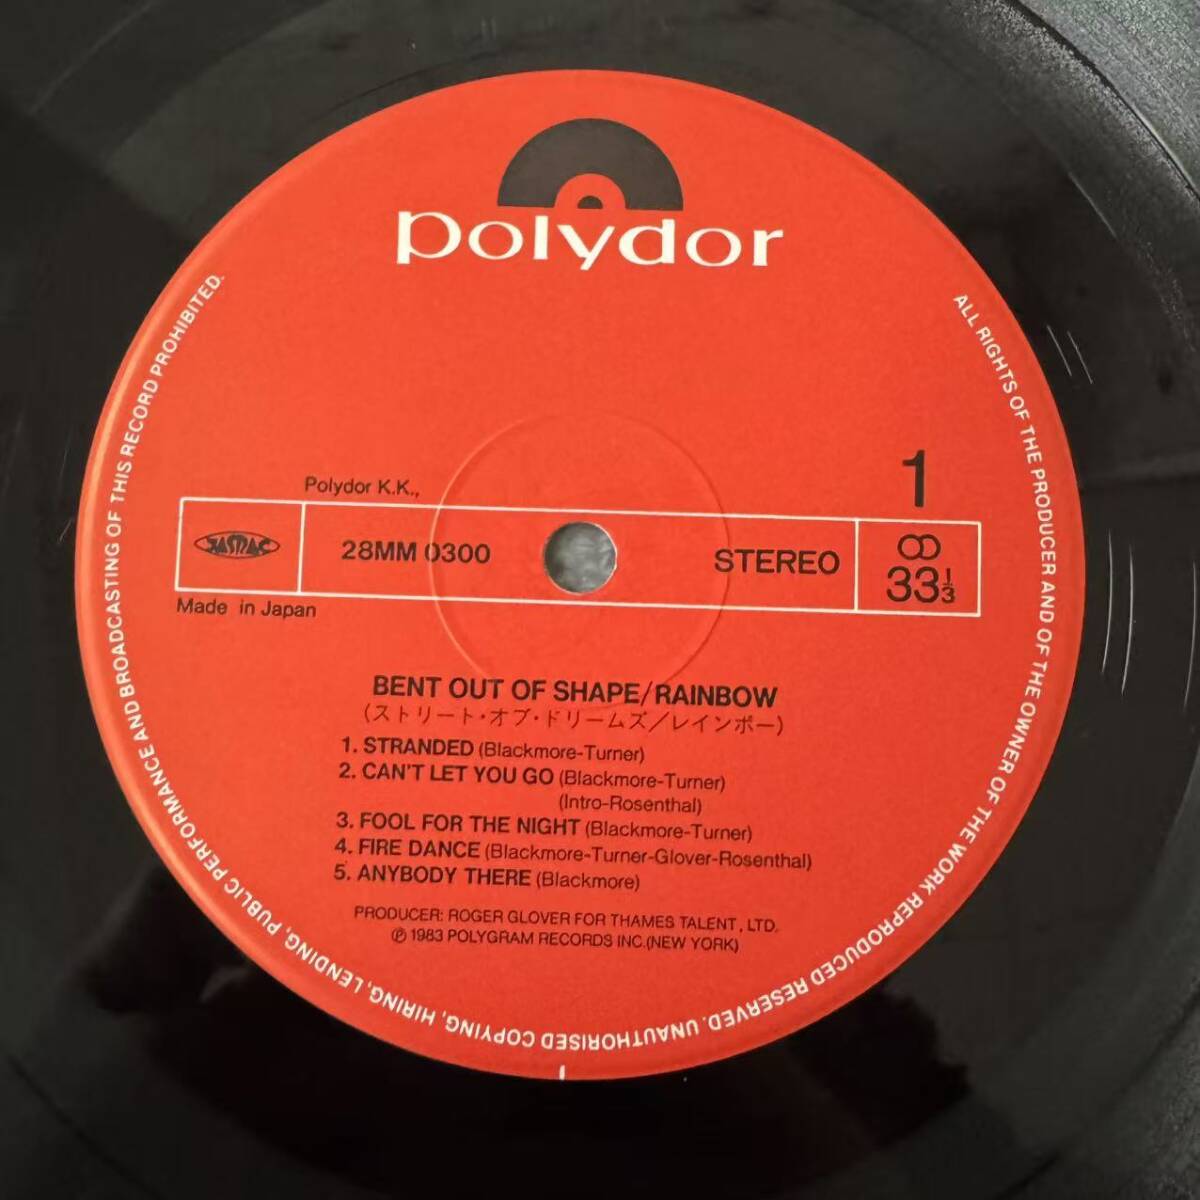 polydor
Polydor K.K.,
1
JASRAC
28MM 0300
STEREO
33 1/3
Made in Japan
BENT OUT OF SHAPE/RAINBOW
(ストリート・オブ・ドリームズ/レインボー)
1. STRANDED (Blackmore-Turner)
2. CAN'T LET YOU GO (Blackmore-Turner)
(Intro-Rosenthal)
3. FOOL FOR THE NIGHT (Blackmore-Turner)
4. FIRE DANCE (Blackmore-Turner-Glover-Rosenthal)
5. ANYBODY THERE (Blackmore)
PRODUCER: ROGER GLOVER FOR THAMES TALENT, LTD.
℗ 1983 POLYGRAM RECORDS INC.(NEW YORK)
ALL RIGHTS OF THE PRODUCER AND OF THE OWNER OF THE WORK REPRODUCED RESERVED. UNAUTHORISED COPYING, HIRING, LENDING, PUBLIC PERFORMANCE AND BROADCASTING OF THIS RECORD PROHIBITED.